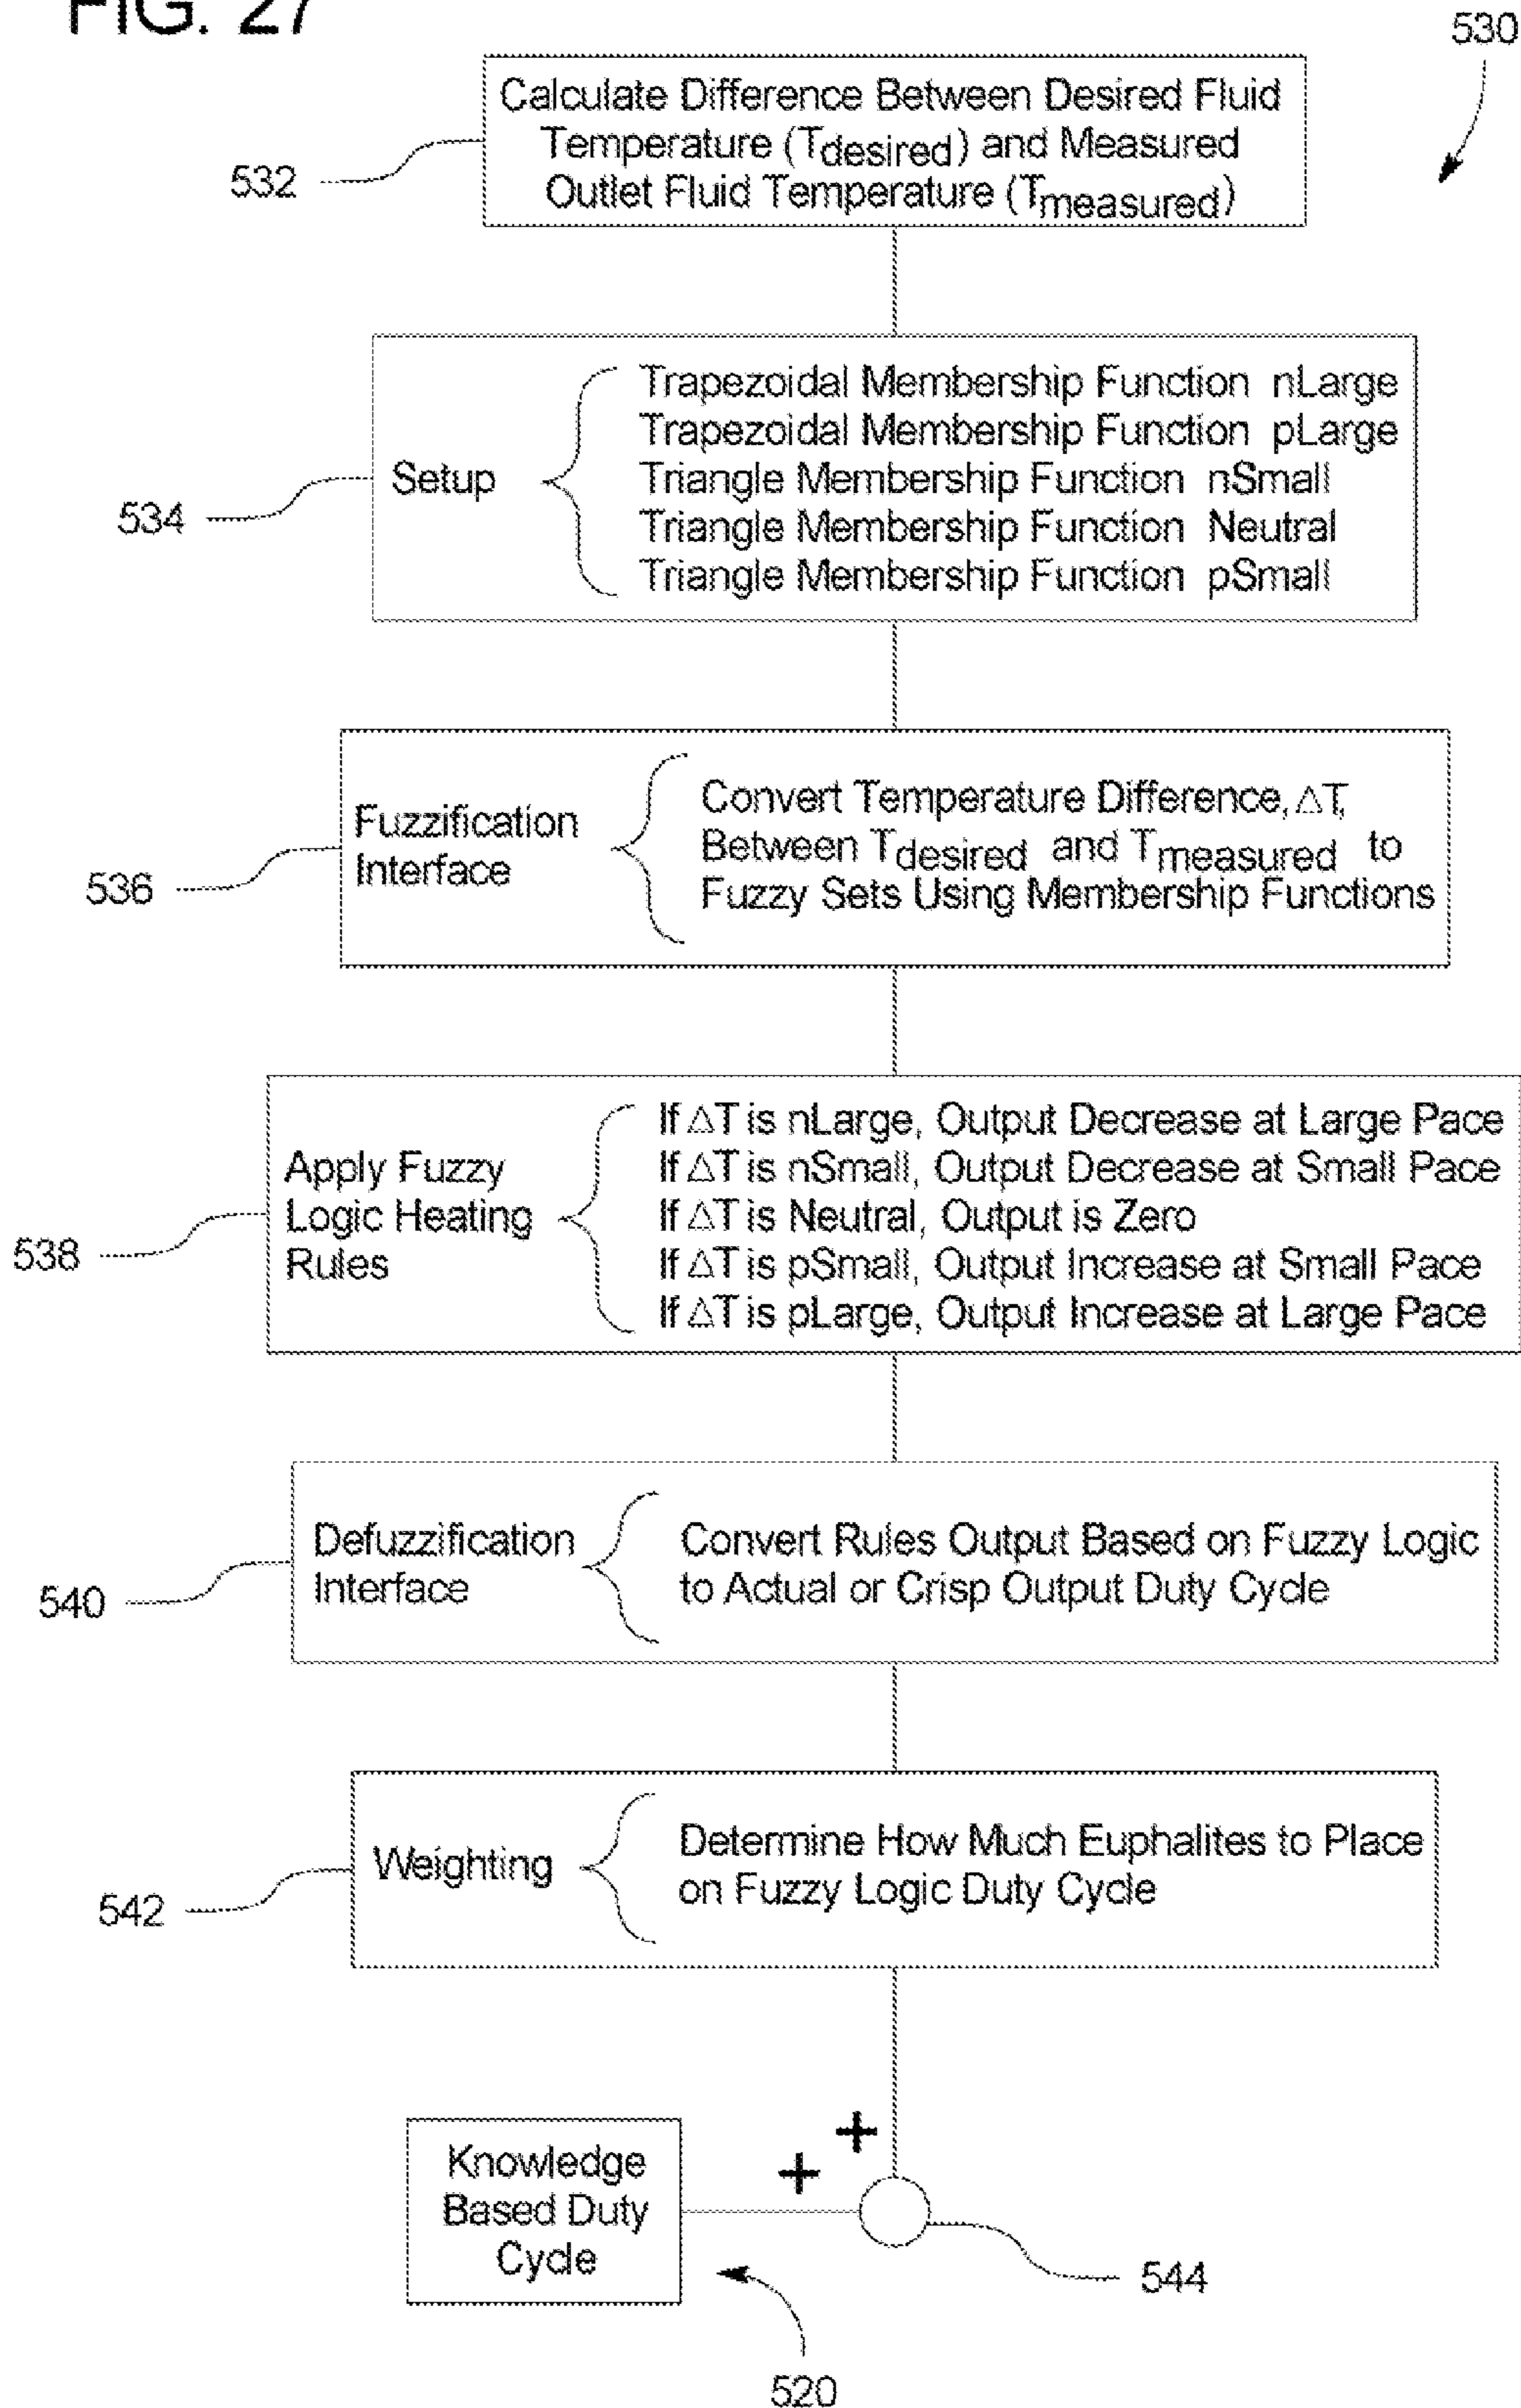 FIG. 27
530
Calculate Difference Between Desired Fluid
Temperature (Tdesired) and Measured
Outlet Fluid Temperature (Tmeasured)
532
Setup
Trapezoidal Membership Function nLarge
Trapezoidal Membership Function pLarge
Triangle Membership Function nSmall
Triangle Membership Function Neutral
Triangle Membership Function pSmall
534
Fuzzification
Interface
Convert Temperature Difference, △T,
Between Tdesired and Tmeasured to
Fuzzy Sets Using Membership Functions
536
Apply Fuzzy
Logic Heating
Rules
If △T is nLarge, Output Decrease at Large Pace
If △T is nSmall, Output Decrease at Small Pace
If △T is Neutral, Output is Zero
If △T is pSmall, Output Increase at Small Pace
If △T is pLarge, Output Increase at Large Pace
538
Defuzzification
Interface
Convert Rules Output Based on Fuzzy Logic
to Actual or Crisp Output Duty Cycle
540
Weighting
Determine How Much Euphalites to Place
on Fuzzy Logic Duty Cycle
542
+
+
Knowledge
Based Duty
Cycle
544
520